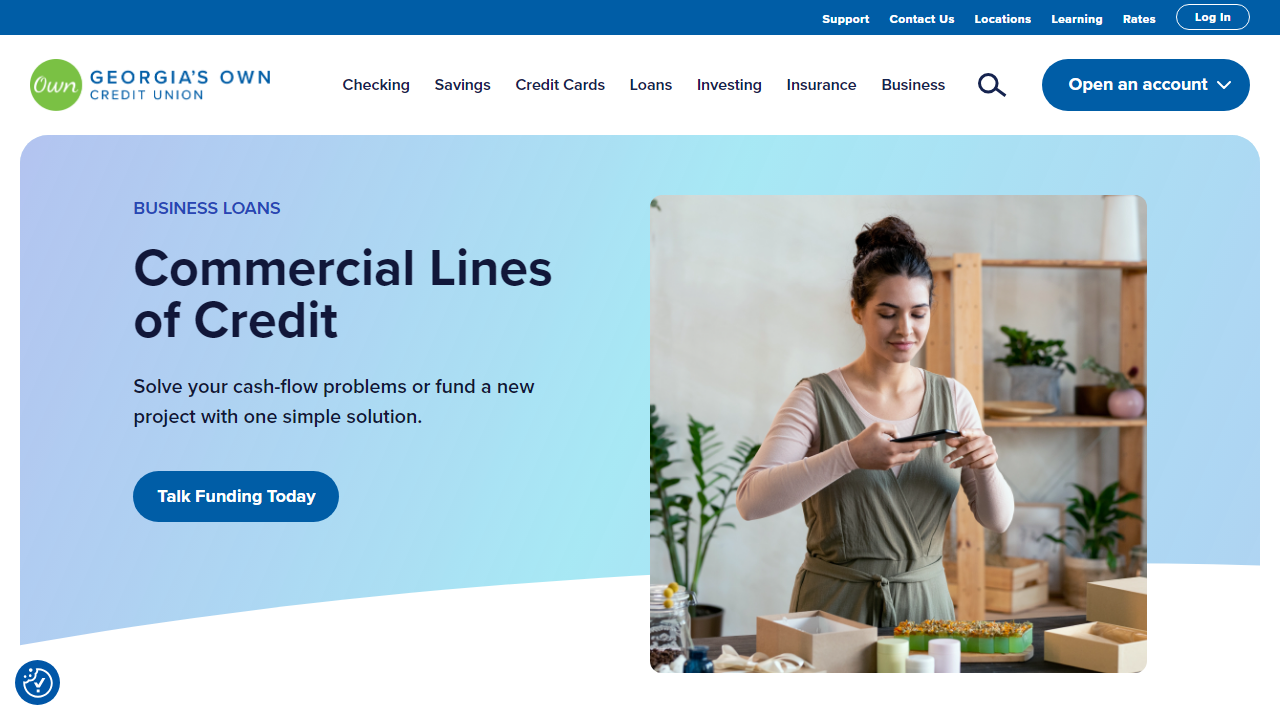 Support Contact Us Locations Learning Rates Log In
Own GEORGIA'S OWN
CREDIT UNION
Checking Savings Credit Cards Loans Investing Insurance Business Open an account
BUSINESS LOANS
Commercial Lines
of Credit
Solve your cash-flow problems or fund a new
project with one simple solution.
Talk Funding Today